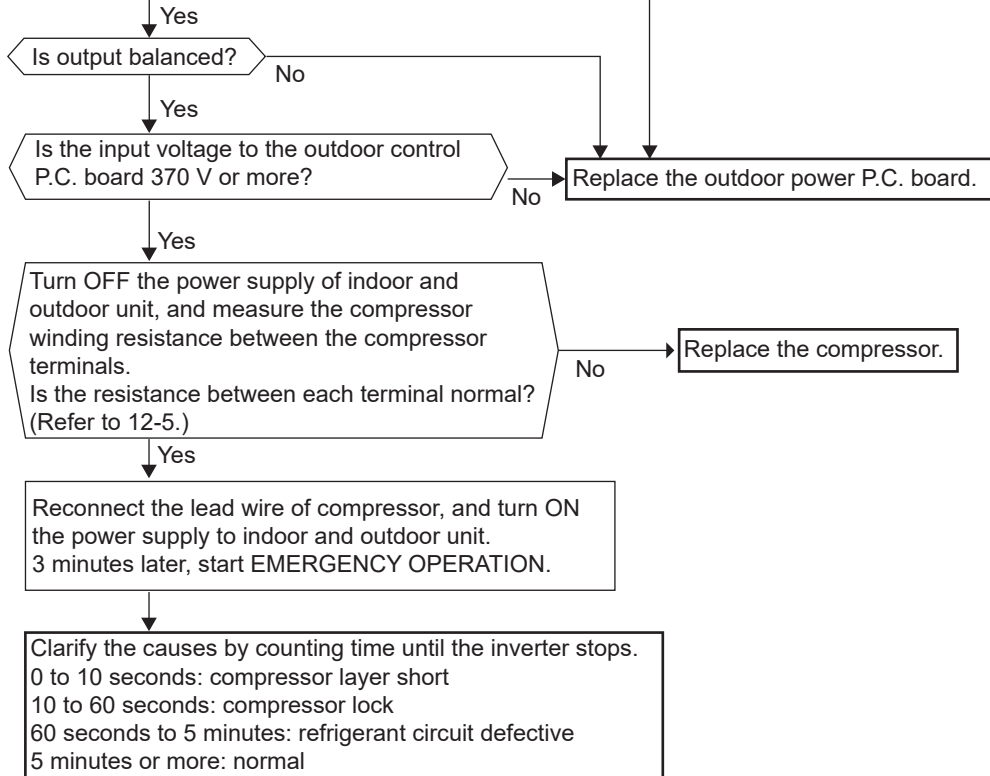 Yes
Is output balanced?
No
Yes
Is the input voltage to the outdoor control
P.C. board 370 V or more?
No
Replace the outdoor power P.C. board.
Yes
Turn OFF the power supply of indoor and
outdoor unit, and measure the compressor
winding resistance between the compressor
terminals.
Is the resistance between each terminal normal?
(Refer to 12-5.)
No
Replace the compressor.
Yes
Reconnect the lead wire of compressor, and turn ON
the power supply to indoor and outdoor unit.
3 minutes later, start EMERGENCY OPERATION.
Clarify the causes by counting time until the inverter stops.
0 to 10 seconds: compressor layer short
10 to 60 seconds: compressor lock
60 seconds to 5 minutes: refrigerant circuit defective
5 minutes or more: normal